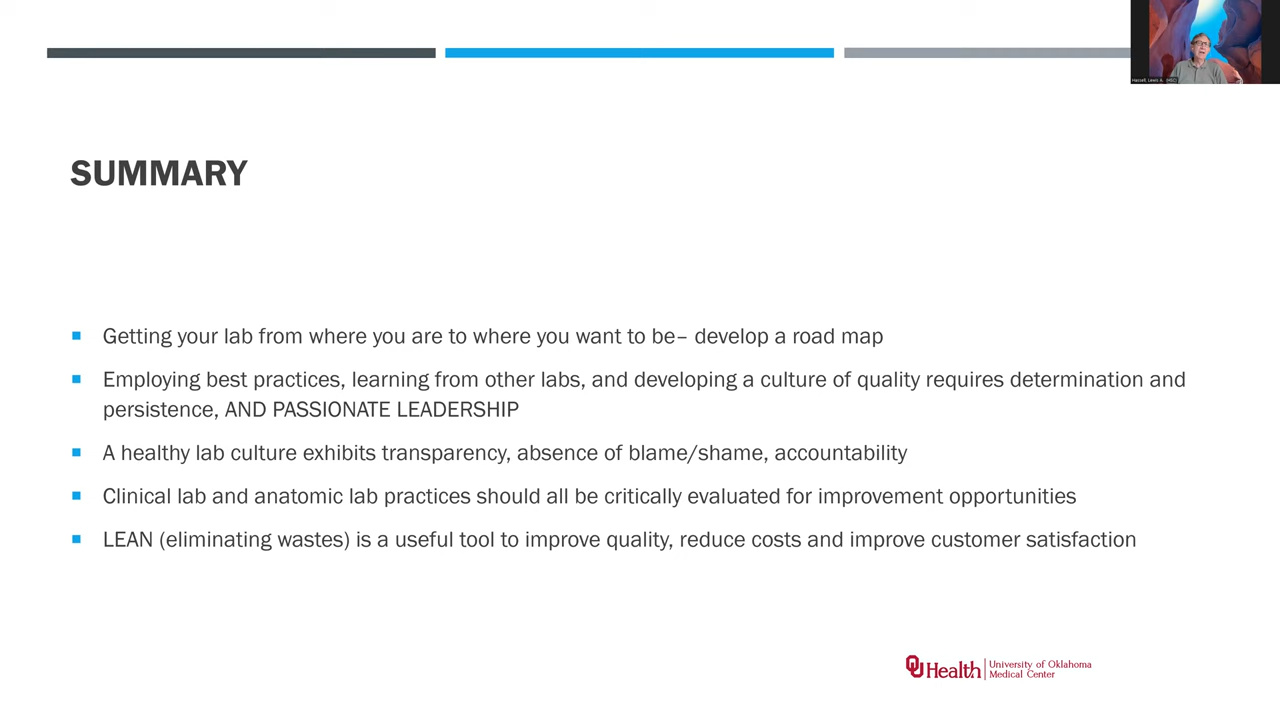 Hassell, Lewis A. (HSC)
SUMMARY
Getting your lab from where you are to where you want to be– develop a road map
Employing best practices, learning from other labs, and developing a culture of quality requires determination and
persistence, AND PASSIONATE LEADERSHIP
A healthy lab culture exhibits transparency, absence of blame/shame, accountability
Clinical lab and anatomic lab practices should all be critically evaluated for improvement opportunities
LEAN (eliminating wastes) is a useful tool to improve quality, reduce costs and improve customer satisfaction
OU Health University of Oklahoma
Medical Center